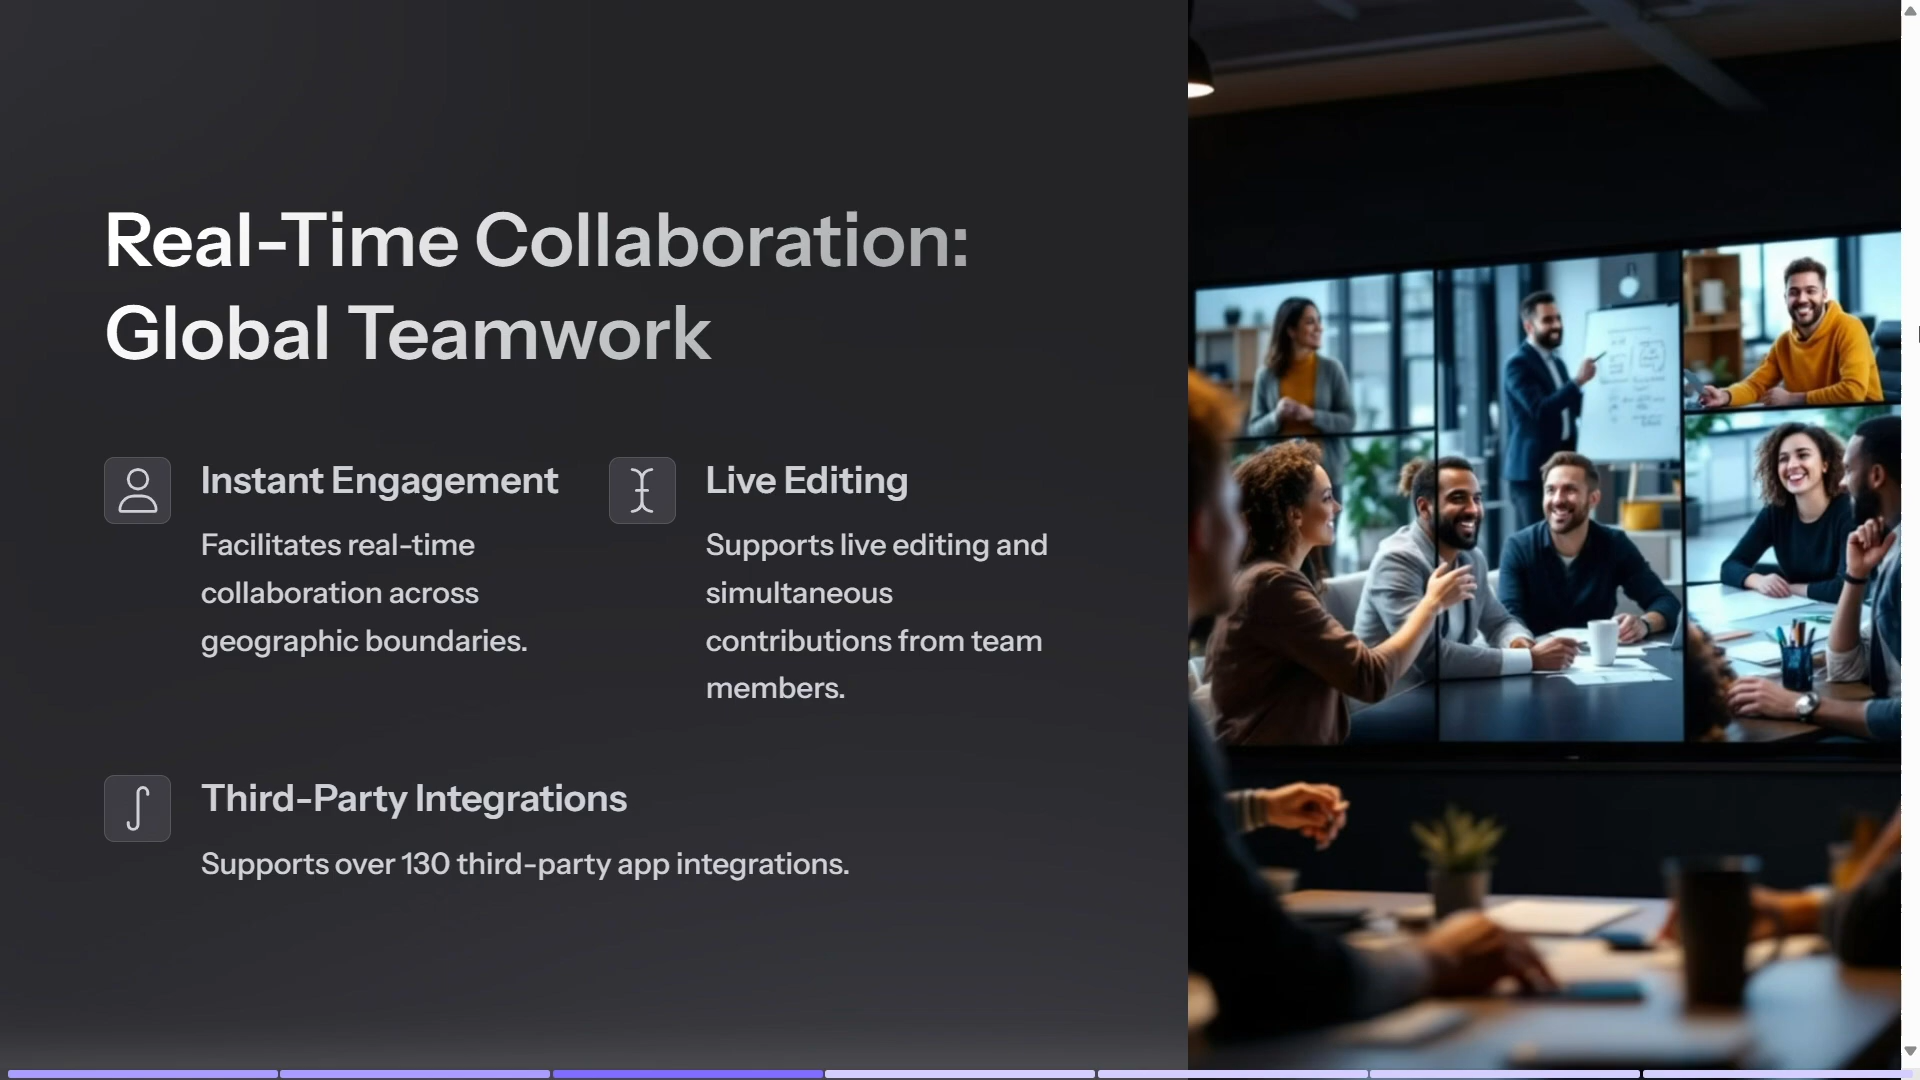 Real-Time Collaboration:
Global Teamwork
Instant Engagement
Facilitates real-time
collaboration across
geographic boundaries.
Live Editing
Supports live editing and
simultaneous
contributions from team
members.
Third-Party Integrations
Supports over 130 third-party app integrations.